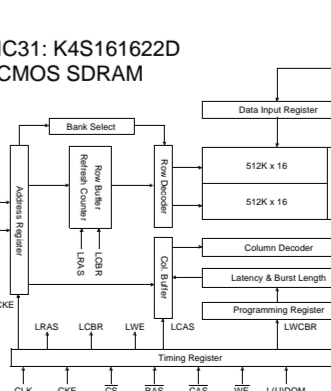 IC31: K4S161622D
CMOS SDRAM
Data Input Register
Bank Select
Address Register
Row Buffer
Refresh Counter
Row Decoder
512K x 16
512K x 16
LRAS
LCBR
Col. Buffer
Column Decoder
Latency & Burst Length
Programming Register
CKE
LRAS
LCBR
LWE
LCAS
LWCBR
Timing Register
CLK
CKE
CS
RAS
CAS
WE
L(U)DQM